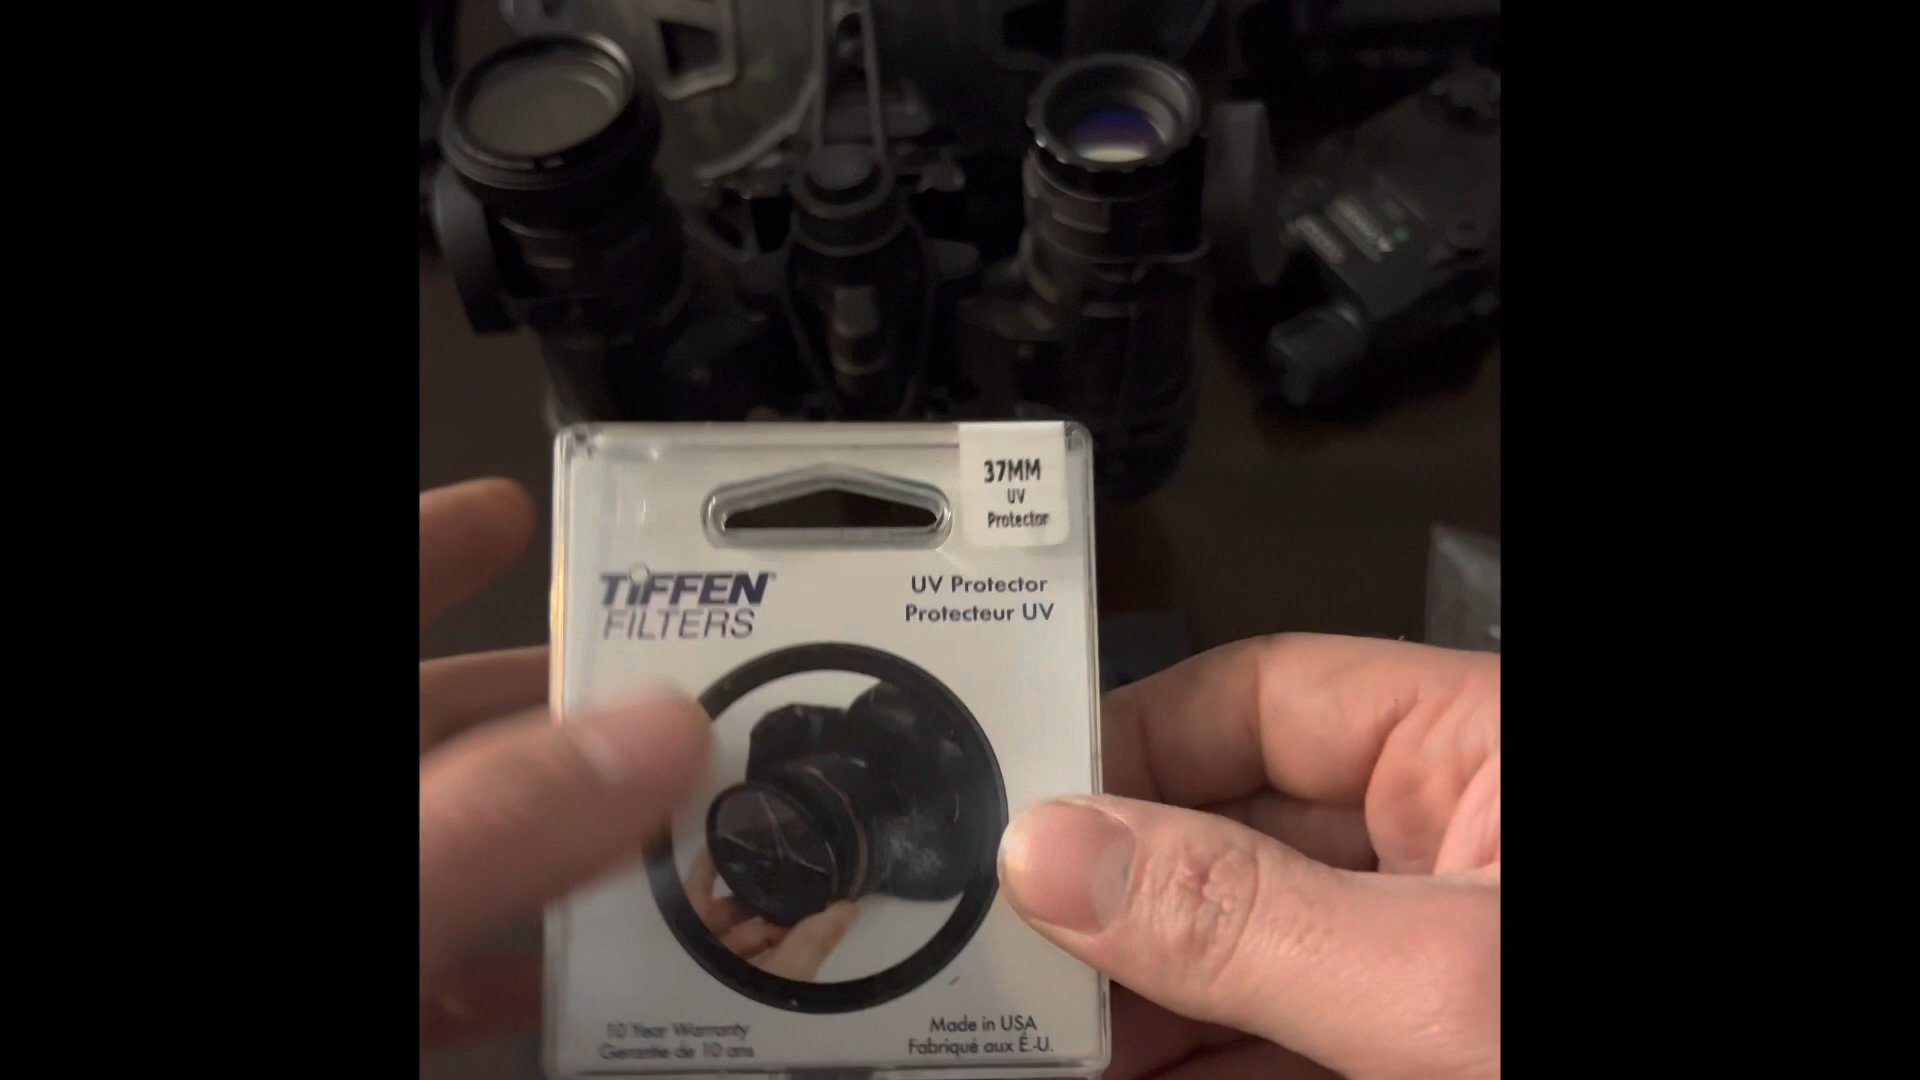 37MM
UV
Protector
TIFFEN
FILTERS
UV Protector
Protecteur UV
10 Year Warranty
Garantie de 10 ans
Made in USA
Fabriqué aux É.-U.